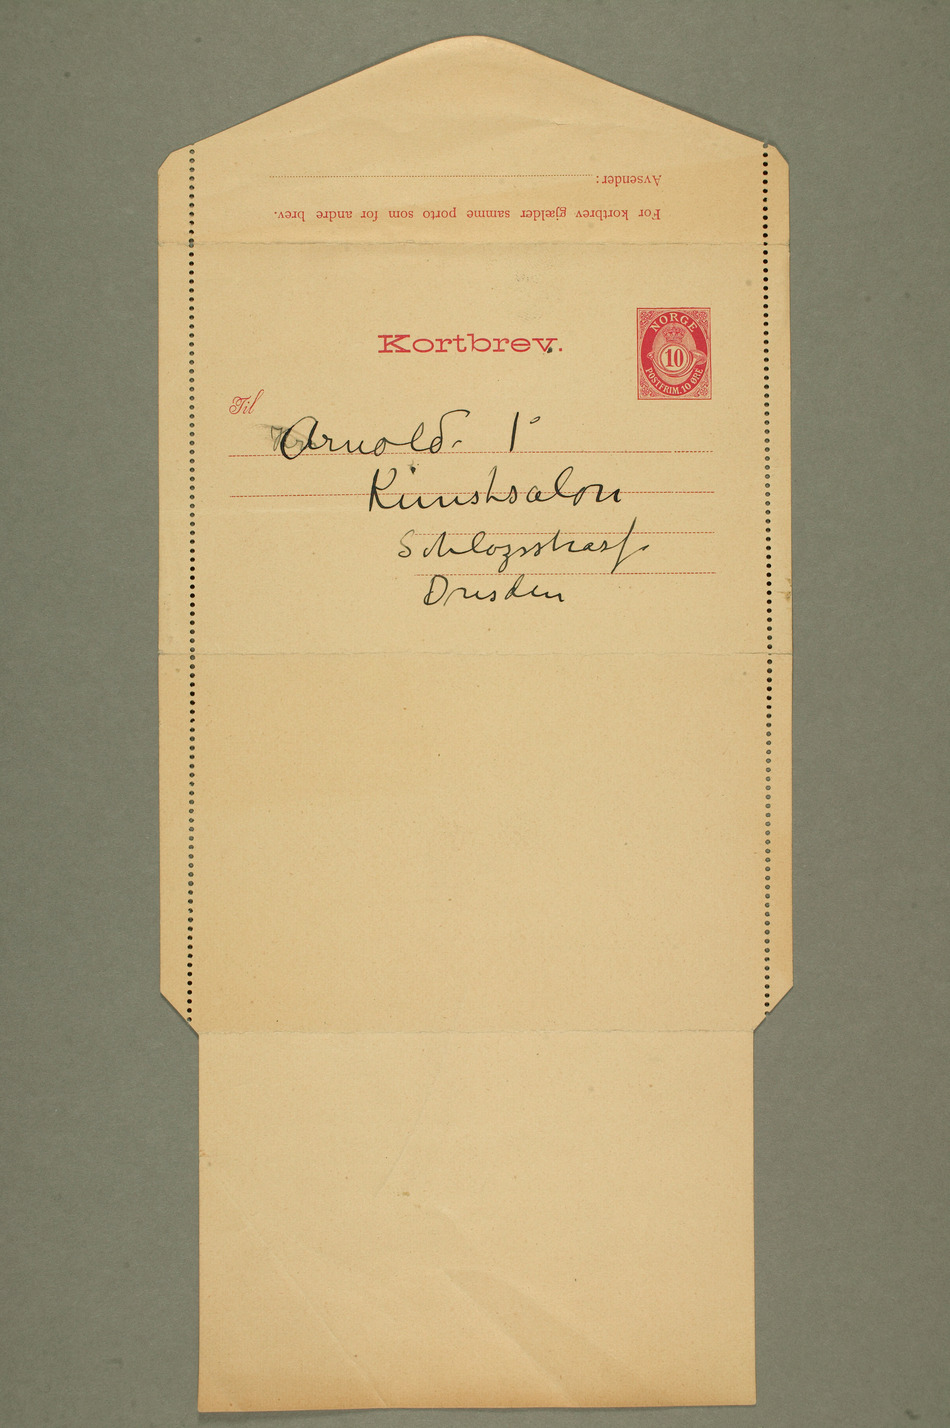 Avsender:
For kortbrev gjælder samme porto som for andre brev.
Kortbrev.
NORGE
10
POSTFRIM. 10 ØRE
Til
Arnold
Kunstsalon
Dresden